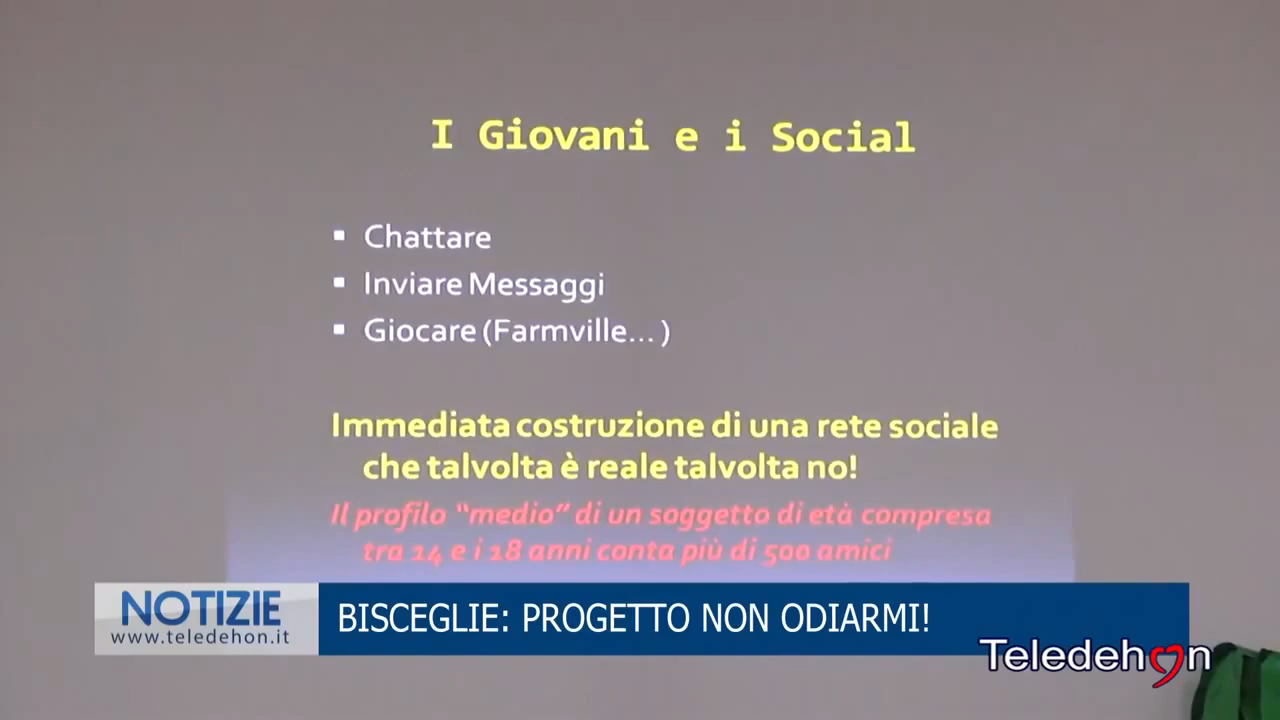 I Giovani e i Social
▪ Chattare
▪ Inviare Messaggi
▪ Giocare (Farmville...)
Immediata costruzione di una rete sociale
che talvolta è reale talvolta no!
Il profilo “medio” di un soggetto di età compresa
tra 14 e i 18 anni conta più di 500 amici
NOTIZIE
www.teledehon.it
BISCEGLIE: PROGETTO NON ODIARMI!
Teledehon